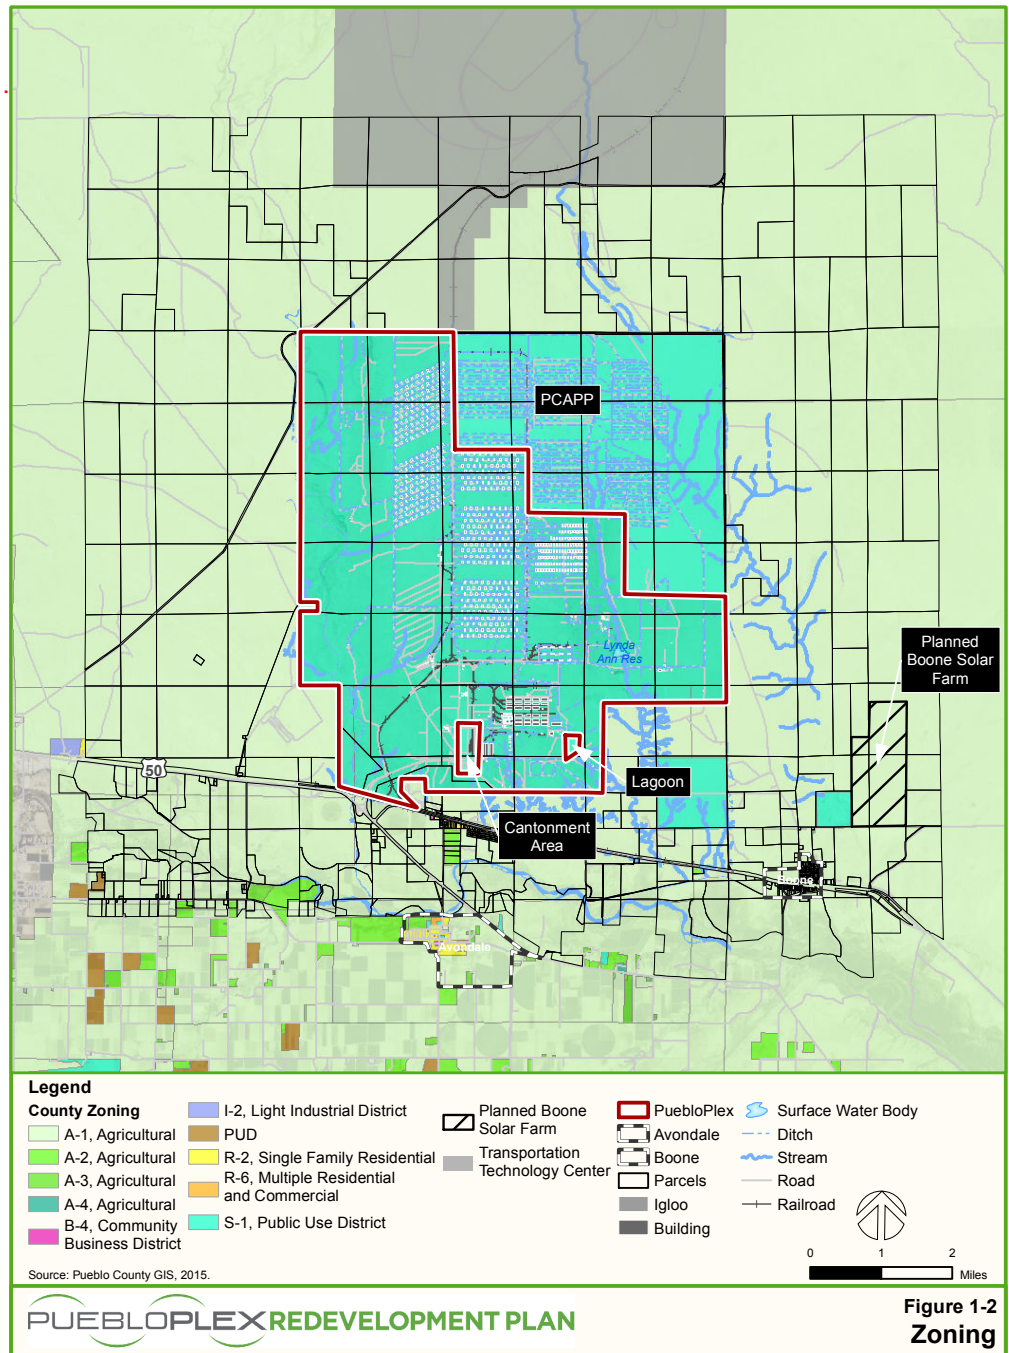 PCAPP
Lynda
Ann Res
Planned
Boone Solar
Farm
50
Lagoon
Cantonment
Area
Boone
Avondale
Legend
County Zoning
A-1, Agricultural
A-2, Agricultural
A-3, Agricultural
A-4, Agricultural
B-4, Community
Business District
I-2, Light Industrial District
PUD
R-2, Single Family Residential
R-6, Multiple Residential
and Commercial
S-1, Public Use District
Planned Boone
Solar Farm
Transportation
Technology Center
PuebloPlex
Avondale
Boone
Parcels
Igloo
Building
Surface Water Body
Ditch
Stream
Road
Railroad
0 1 2
Miles
Source: Pueblo County GIS, 2015.
PUEBLOPLEX REDEVELOPMENT PLAN
Figure 1-2
Zoning